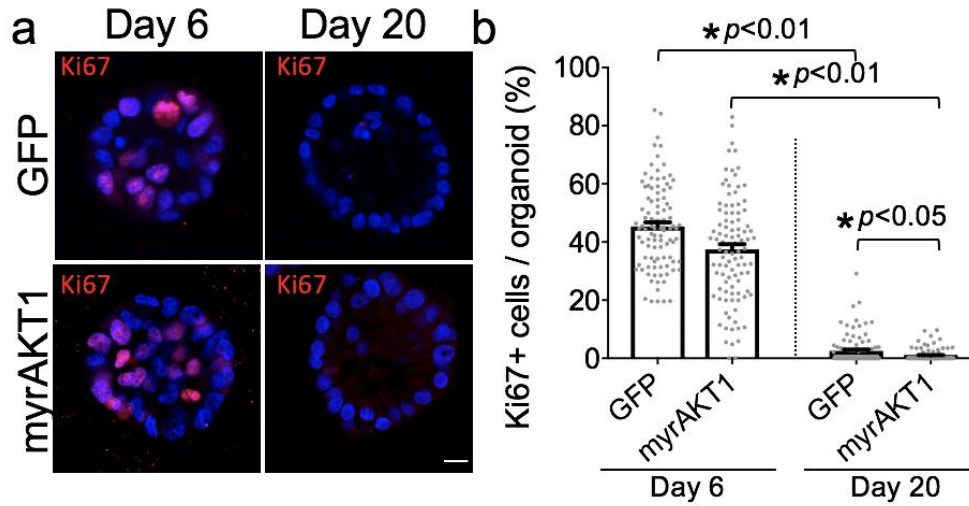 a
Day 6
Day 20
GFP
Ki67
Ki67
myrAKT1
Ki67
Ki67
b
Ki67+ cells / organoid (%)
100
80
60
40
20
0
* p<0.01
* p<0.01
* p<0.05
GFP
myrAKT1
GFP
myrAKT1
Day 6
Day 20